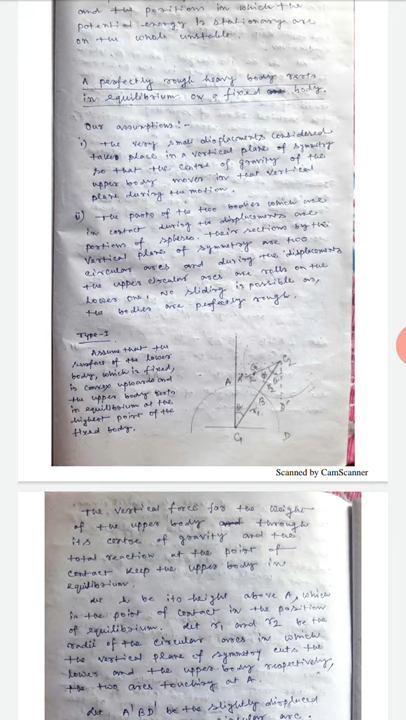 and the positions in which the
potential energy is stationary are
on the whole unstable.
A perfectly rough heavy body rests
in equilibrium on a fixed body.
Our assumptions :-
i) The very small displacements considered
takes place in a vertical plane of symmetry
so that the centre of gravity of the
upper body moves in that vertical
plane during the motion.
ii) The parts of the two bodies which are
in contact during the displacements are
portions of spheres. Their sections by the
vertical plane of symmetry are two
circular arcs and during the displacements
the upper circular arcs are rolls on the
lower one, no sliding is possible as,
the bodies are perfectly rough.
Type-I
Assume that the
surface of the lower
body, which is fixed,
is convex upwards and
the upper body rests
in equilibrium at the
highest point of the
fixed body.
A
B
C1
C2
D
Scanned by CamScanner
The vertical force for the weight
of the upper body through
its centre of gravity and the
total reaction at the point of
contact keep the upper body in
equilibrium.
Let h be its height above A, which
is the point of contact in the position
of equilibrium. Let r1 and r2 be the
radii of the circular arcs in which
the vertical plane of symmetry cuts the
lower and the upper body respectively,
the two arcs touching at A.
Let A'BD' be the slightly displaced
arc.